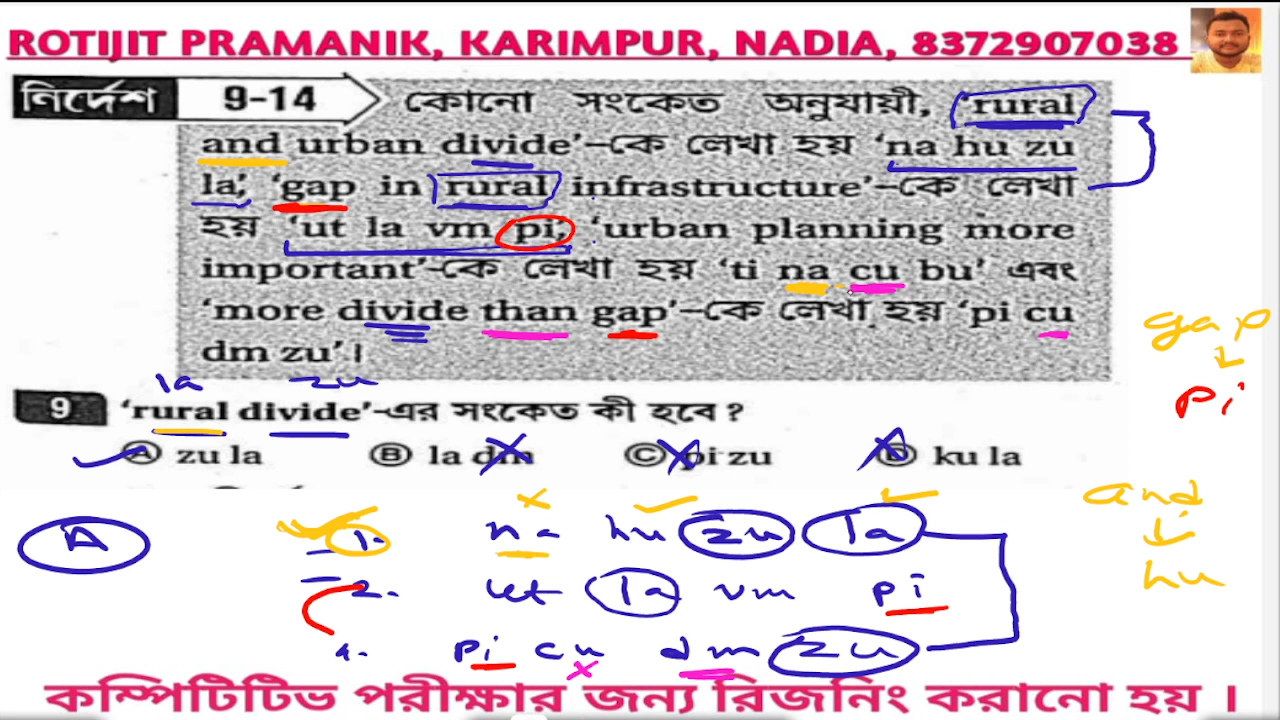 ROTIJIT PRAMANIK, KARIMPUR, NADIA, 8372907038
নির্দেশ 9-14 কোনো সংকেত অনুযায়ী, 'rural
and urban divide'-কে লেখা হয় 'na hu zu
la', 'gap in rural infrastructure'-কে লেখা
হয় 'ut la vm pi', 'urban planning more
important'-কে লেখা হয় 'ti na cu bu' এবং
'more divide than gap'-কে লেখা হয় 'pi cu
dm zu'।
la zu
9 'rural divide'-এর সংকেত কী হবে ?
A zu la B la dm C pi zu D ku la
gap
pi
and
hu
A
1. na hu zu la
2. ut la vm pi
4. pi cu dm zu
কম্পিটিটিভ পরীক্ষার জন্য রিজনিং করানো হয় ।